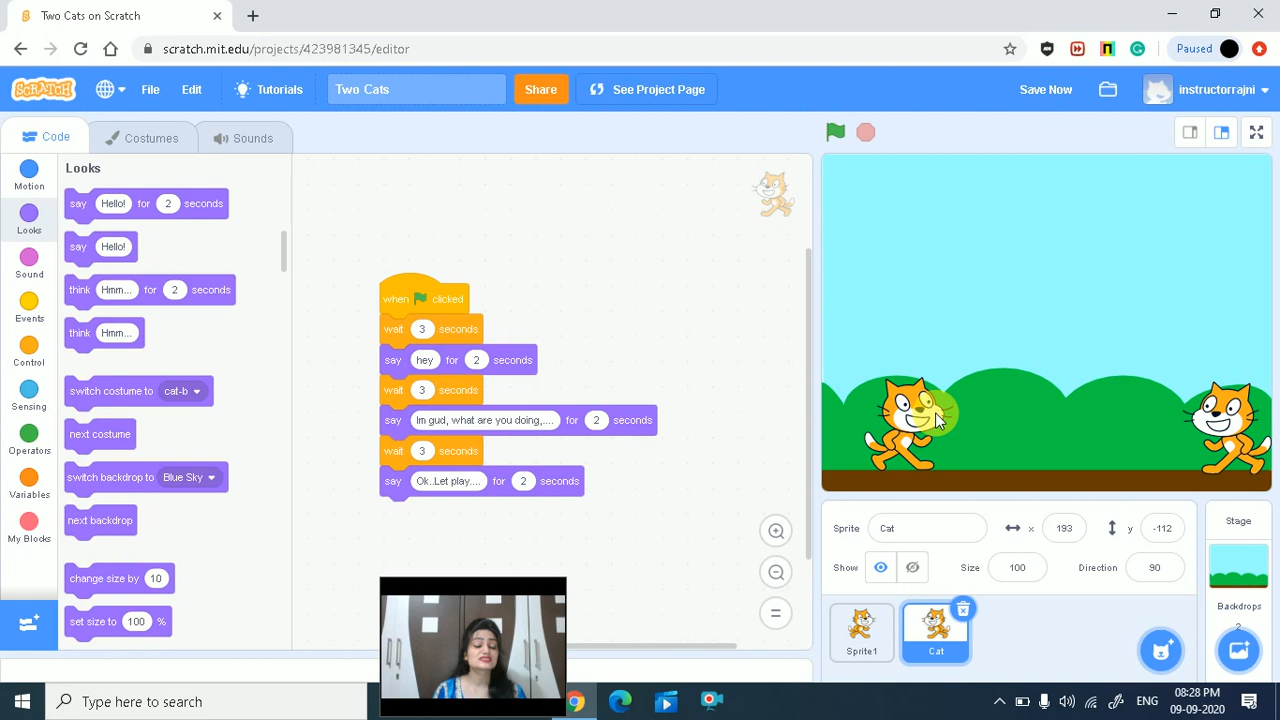 Two Cats on Scratch
scratch.mit.edu/projects/423981345/editor
Paused
SCRATCH
File
Edit
Tutorials
Two Cats
Share
See Project Page
Save Now
instructorrajni
Code
Costumes
Sounds
Motion
Looks
Sound
Events
Control
Sensing
Operators
Variables
My Blocks
Looks
say Hello! for 2 seconds
say Hello!
think Hmm... for 2 seconds
think Hmm...
switch costume to cat-b
next costume
switch backdrop to Blue Sky
next backdrop
change size by 10
set size to 100 %
when clicked
wait 3 seconds
say hey for 2 seconds
wait 3 seconds
say Im gud, what are you doing,.... for 2 seconds
wait 3 seconds
say Ok..Let play.... for 2 seconds
Sprite Cat x 193 y -112
Show Size 100 Direction 90
Sprite1
Cat
Stage
Backdrops
2
Type here to search
ENG
08:28 PM
09-09-2020